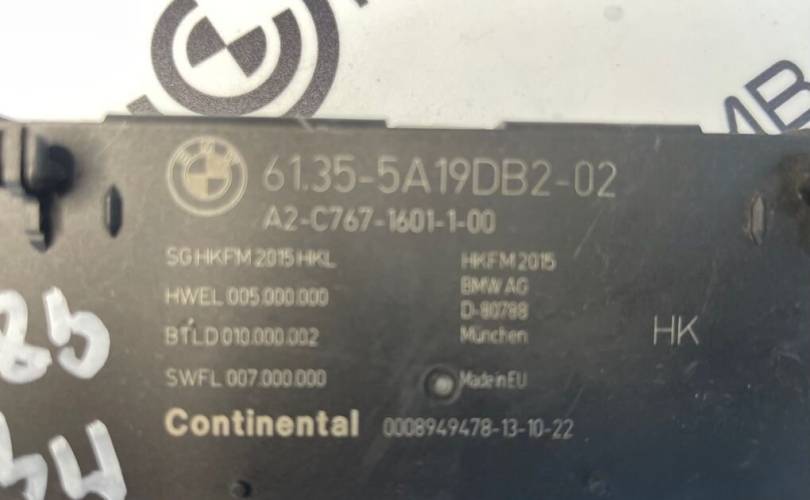 BMW
MB
61.35-5A19DB2-02
A2-C767-1601-1-00
SG HKFM 2015 HKL
HWEL 005.000.000
BTLD 010.000.002
SWFL 007.000.000
HKFM 2015
BMW AG
D-80788
München
Made in EU
HK
Continental 0008949478-13-10-22